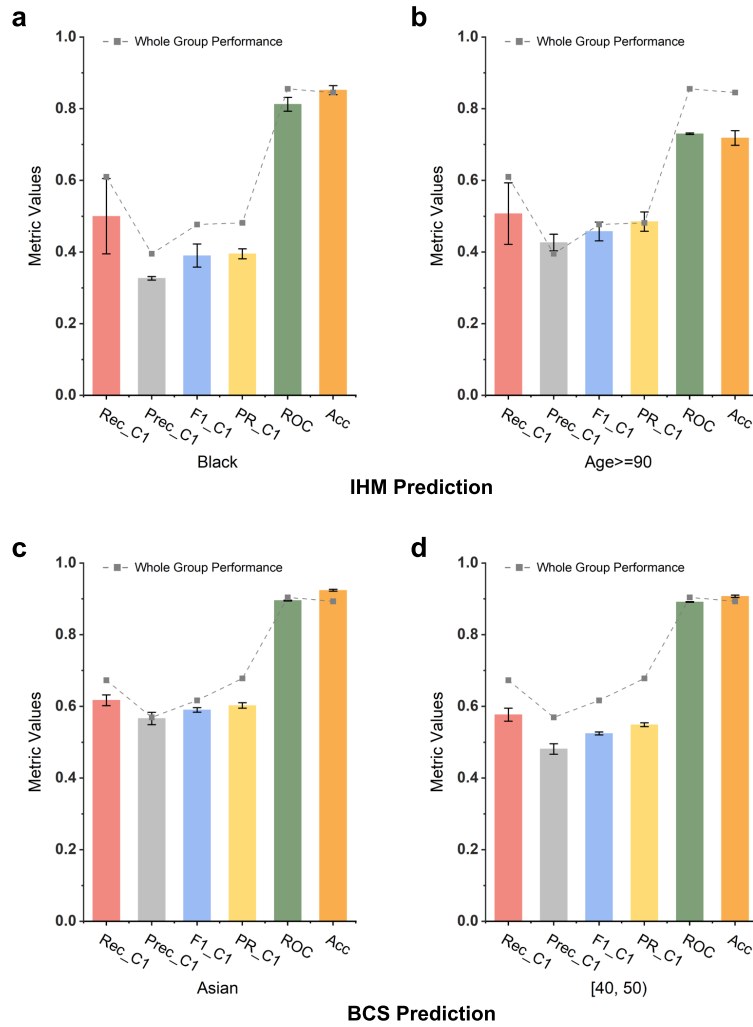 a
1.0
0.8
0.6
0.4
0.2
0.0
Metric Values
Whole Group Performance
Rec_C1
Prec_C1
F1_C1
PR_C1
ROC
Acc
Black
b
1.0
0.8
0.6
0.4
0.2
0.0
Metric Values
Whole Group Performance
Rec_C1
Prec_C1
F1_C1
PR_C1
ROC
Acc
Age>=90
IHM Prediction
c
1.0
0.8
0.6
0.4
0.2
0.0
Metric Values
Whole Group Performance
Rec_C1
Prec_C1
F1_C1
PR_C1
ROC
Acc
Asian
d
1.0
0.8
0.6
0.4
0.2
0.0
Metric Values
Whole Group Performance
Rec_C1
Prec_C1
F1_C1
PR_C1
ROC
Acc
[40, 50)
BCS Prediction